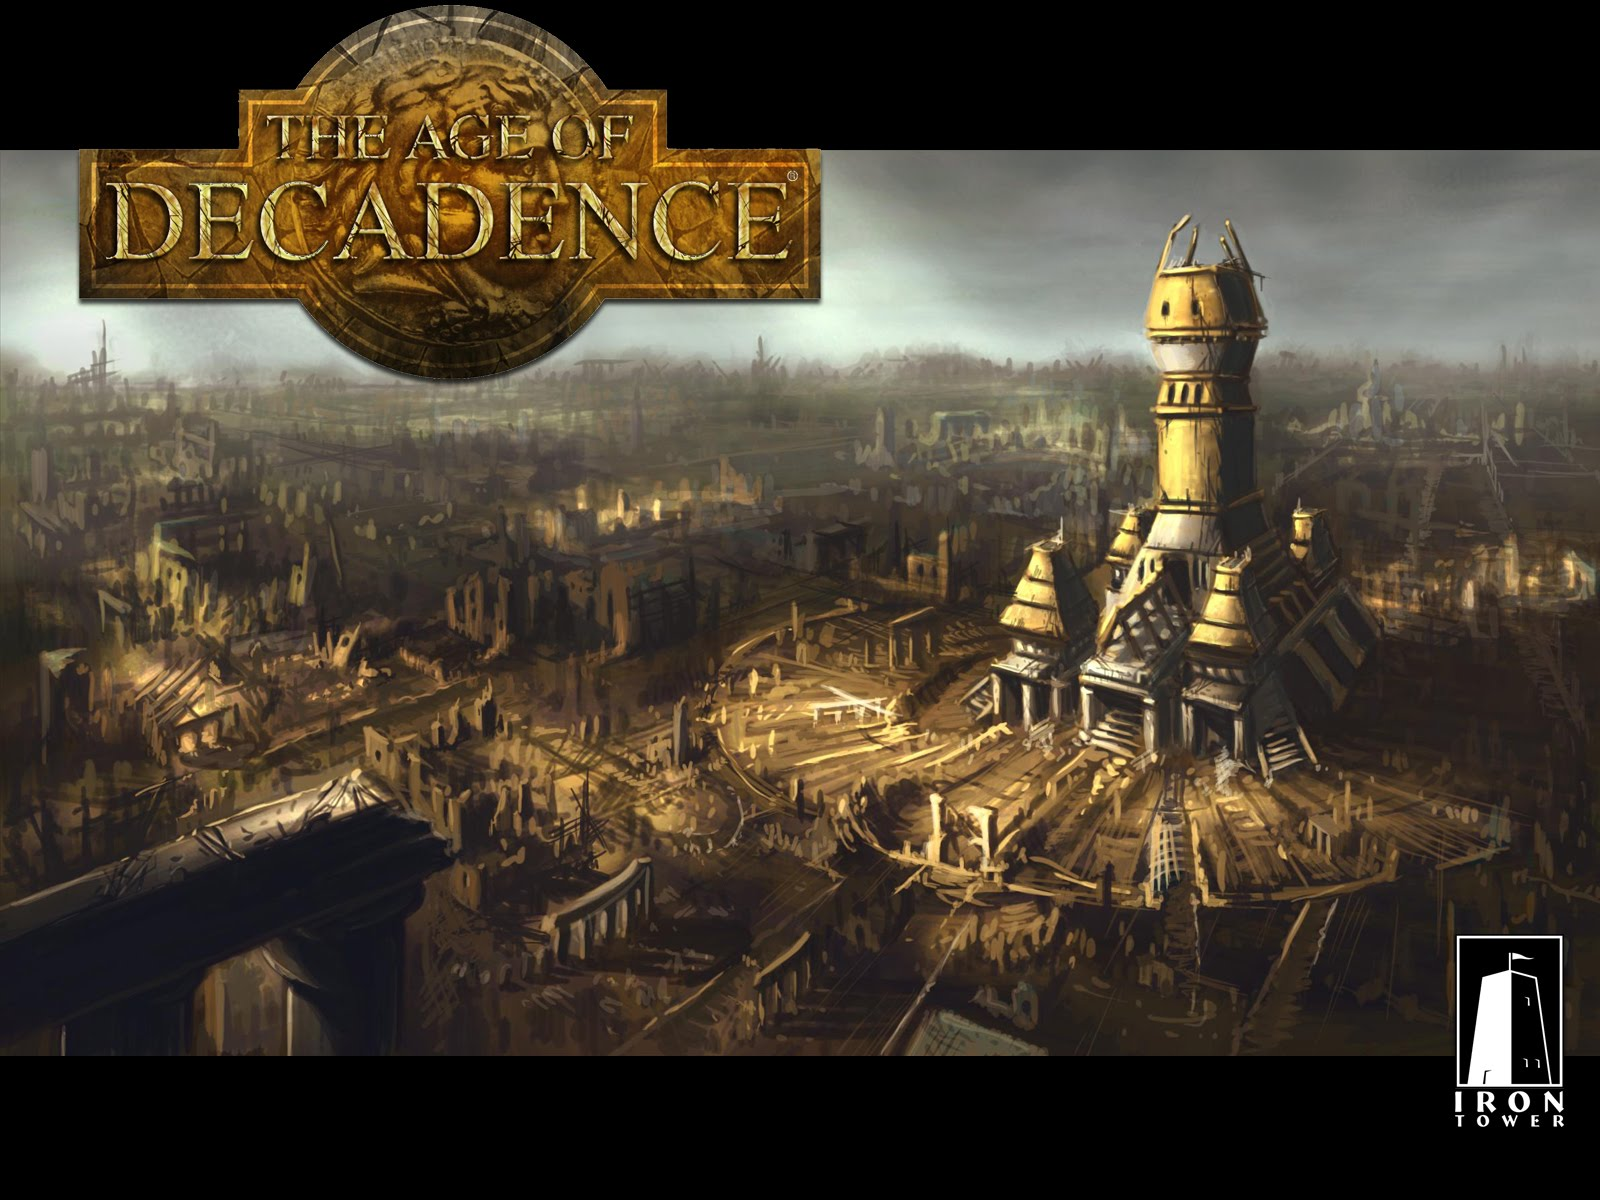 THE AGE OF
DECADENCE
IRON
TOWER